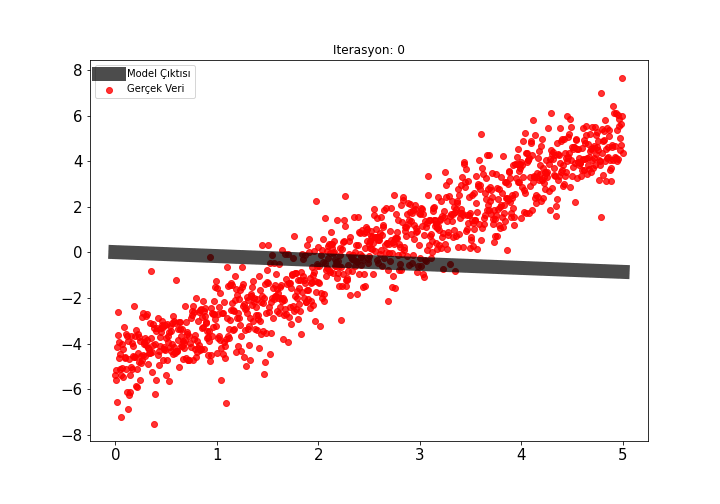 Iterasyon: 0
Model Çıktısı
Gerçek Veri
8
6
4
2
0
−2
−4
−6
−8
0 1 2 3 4 5